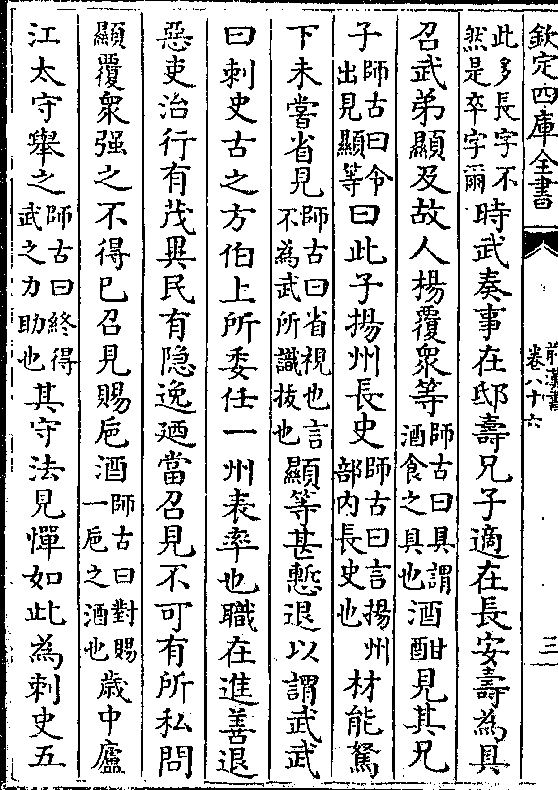 欽定四庫全書
前漢書
卷八十六
三
此多長字不然是卒字爾時武奏事在邸壽兄子適在長安壽為具
召武弟顯及故人楊覆衆等師古曰具謂酒食之具也酒酣見其兄
子師古曰令出見顯等曰此子揚州長史師古曰言揚州部内長史也材能駑
下未嘗省見師古曰省視也言不為武所識拔也顯等甚慙退以謂武武
曰刺史古之方伯上所委任一州表率也職在進善退
惡吏治行有茂異民有隐逸廼當召見不可有所私問
顯覆衆强之不得已召見賜巵酒師古曰對賜一巵之酒也歳中廬
江太守舉之師古曰終得武之力助也其守法見憚如此為刺史五